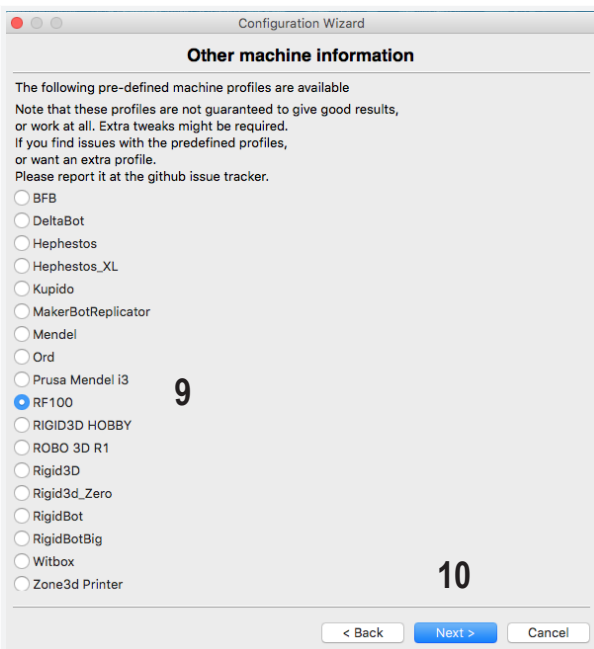 Configuration Wizard
Other machine information
The following pre-defined machine profiles are available
Note that these profiles are not guaranteed to give good results,
or work at all. Extra tweaks might be required.
If you find issues with the predefined profiles,
or want an extra profile.
Please report it at the github issue tracker.
BFB
DeltaBot
Hephestos
Hephestos_XL
Kupido
MakerBotReplicator
Mendel
Ord
Prusa Mendel i3
9
RF100
RIGID3D HOBBY
ROBO 3D R1
Rigid3D
Rigid3d_Zero
RigidBot
RigidBotBig
Witbox
10
Zone3d Printer
< Back Next > Cancel